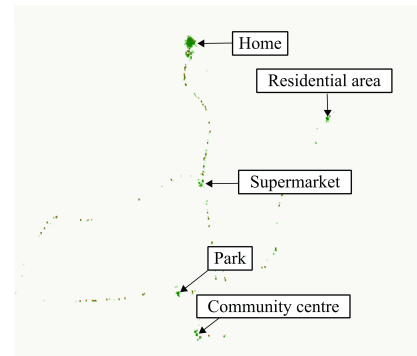 Home
Residential area
Supermarket
Park
Community centre